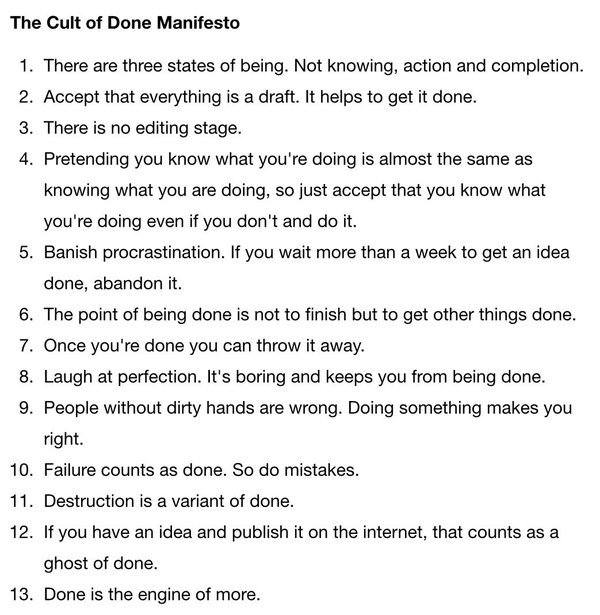 The Cult of Done Manifesto
1. There are three states of being. Not knowing, action and completion.
2. Accept that everything is a draft. It helps to get it done.
3. There is no editing stage.
4. Pretending you know what you're doing is almost the same as
knowing what you are doing, so just accept that you know what
you're doing even if you don't and do it.
5. Banish procrastination. If you wait more than a week to get an idea
done, abandon it.
6. The point of being done is not to finish but to get other things done.
7. Once you're done you can throw it away.
8. Laugh at perfection. It's boring and keeps you from being done.
9. People without dirty hands are wrong. Doing something makes you
right.
10. Failure counts as done. So do mistakes.
11. Destruction is a variant of done.
12. If you have an idea and publish it on the internet, that counts as a
ghost of done.
13. Done is the engine of more.